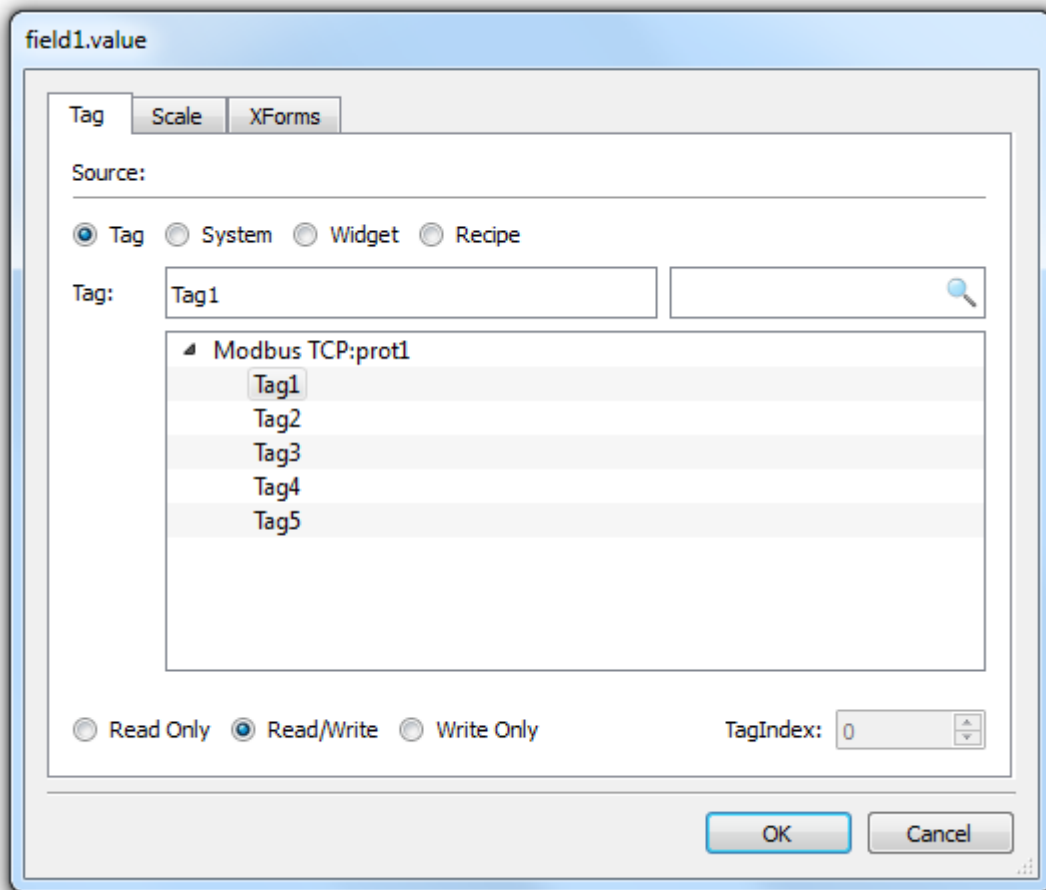 field1.value
Tag Scale XForms
Source:
Tag System Widget Recipe
Tag: Tag1
Modbus TCP:prot1
Tag1
Tag2
Tag3
Tag4
Tag5
Read Only Read/Write Write Only TagIndex: 0
OK Cancel